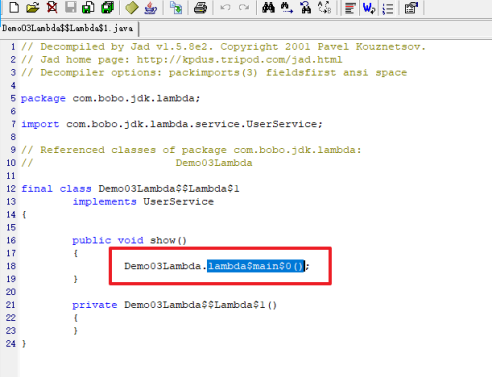 Demo03Lambda$$Lambda$1.java
1 // Decompiled by Jad v1.5.8e2. Copyright 2001 Pavel Kouznetsov.
2 // Jad home page: http://kpdus.tripod.com/jad.html
3 // Decompiler options: packimports(3) fieldsfirst ansi space
4
5 package com.bobo.jdk.lambda;
6
7 import com.bobo.jdk.lambda.service.UserService;
8
9 // Referenced classes of package com.bobo.jdk.lambda:
10 // Demo03Lambda
11
12 final class Demo03Lambda$$Lambda$1
13 implements UserService
14 {
15
16 public void show()
17 {
18 Demo03Lambda.lambda$main$0();
19 }
20
21 private Demo03Lambda$$Lambda$1()
22 {
23 }
24 }